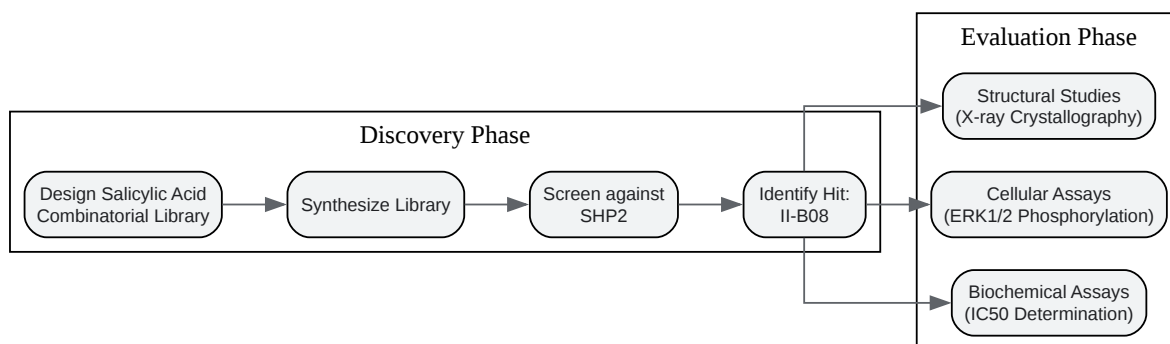 Discovery Phase
Design Salicylic Acid
Combinatorial Library
Synthesize Library
Screen against
SHP2
Identify Hit:
II-B08
Evaluation Phase
Structural Studies
(X-ray Crystallography)
Cellular Assays
(ERK1/2 Phosphorylation)
Biochemical Assays
(IC50 Determination)